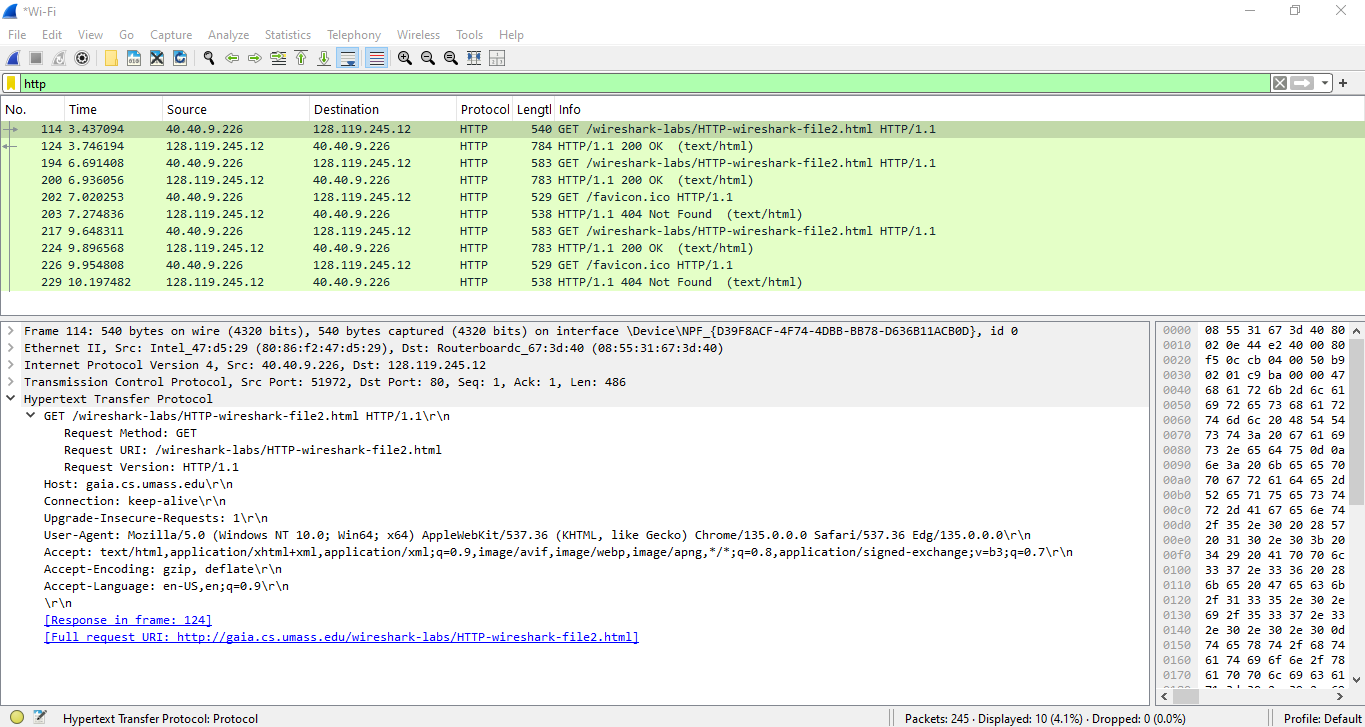 *Wi-Fi
File Edit View Go Capture Analyze Statistics Telephony Wireless Tools Help
http
No. Time Source Destination Protocol Lengtl Info
114 3.437094 40.40.9.226 128.119.245.12 HTTP 540 GET /wireshark-labs/HTTP-wireshark-file2.html HTTP/1.1
124 3.746194 128.119.245.12 40.40.9.226 HTTP 784 HTTP/1.1 200 OK (text/html)
194 6.691408 40.40.9.226 128.119.245.12 HTTP 583 GET /wireshark-labs/HTTP-wireshark-file2.html HTTP/1.1
200 6.936056 128.119.245.12 40.40.9.226 HTTP 783 HTTP/1.1 200 OK (text/html)
202 7.020253 40.40.9.226 128.119.245.12 HTTP 529 GET /favicon.ico HTTP/1.1
203 7.274836 128.119.245.12 40.40.9.226 HTTP 538 HTTP/1.1 404 Not Found (text/html)
217 9.648311 40.40.9.226 128.119.245.12 HTTP 583 GET /wireshark-labs/HTTP-wireshark-file2.html HTTP/1.1
224 9.896568 128.119.245.12 40.40.9.226 HTTP 783 HTTP/1.1 200 OK (text/html)
226 9.954808 40.40.9.226 128.119.245.12 HTTP 529 GET /favicon.ico HTTP/1.1
229 10.197482 128.119.245.12 40.40.9.226 HTTP 538 HTTP/1.1 404 Not Found (text/html)
Frame 114: 540 bytes on wire (4320 bits), 540 bytes captured (4320 bits) on interface \Device\NPF_{D39F8ACF-4F74-4DBB-BB78-D636B11ACB0D}, id 0
Ethernet II, Src: Intel_47:d5:29 (80:86:f2:47:d5:29), Dst: Routerboardc_67:3d:40 (08:55:31:67:3d:40)
Internet Protocol Version 4, Src: 40.40.9.226, Dst: 128.119.245.12
Transmission Control Protocol, Src Port: 51972, Dst Port: 80, Seq: 1, Ack: 1, Len: 486
Hypertext Transfer Protocol
GET /wireshark-labs/HTTP-wireshark-file2.html HTTP/1.1\r\n
Request Method: GET
Request URI: /wireshark-labs/HTTP-wireshark-file2.html
Request Version: HTTP/1.1
Host: gaia.cs.umass.edu\r\n
Connection: keep-alive\r\n
Upgrade-Insecure-Requests: 1\r\n
User-Agent: Mozilla/5.0 (Windows NT 10.0; Win64; x64) AppleWebKit/537.36 (KHTML, like Gecko) Chrome/135.0.0.0 Safari/537.36 Edg/135.0.0.0\r\n
Accept: text/html,application/xhtml+xml,application/xml;q=0.9,image/avif,image/webp,image/apng,*/*;q=0.8,application/signed-exchange;v=b3;q=0.7\r\n
Accept-Encoding: gzip, deflate\r\n
Accept-Language: en-US,en;q=0.9\r\n
\r\n
[Response in frame: 124]
[Full request URI: http://gaia.cs.umass.edu/wireshark-labs/HTTP-wireshark-file2.html]
0000 08 55 31 67 3d 40 80
0010 02 0e 44 e2 40 00 80
0020 f5 0c cb 04 00 50 b9
0030 02 01 c9 ba 00 00 47
0040 68 61 72 6b 2d 6c 61
0050 69 72 65 73 68 61 72
0060 74 6d 6c 20 48 54 54
0070 73 74 3a 20 67 61 69
0080 73 2e 65 64 75 0d 0a
0090 6e 3a 20 6b 65 65 70
00a0 70 67 72 61 64 65 2d
00b0 52 65 71 75 65 73 74
00c0 72 2d 41 67 65 6e 74
00d0 2f 35 2e 30 20 28 57
00e0 20 31 30 2e 30 3b 20
00f0 34 29 20 41 70 70 6c
0100 33 37 2e 33 36 20 28
0110 6b 65 20 47 65 63 6b
0120 2f 31 33 35 2e 30 2e
0130 69 2f 35 33 37 2e 33
0140 2e 30 2e 30 2e 30 0d
0150 74 65 78 74 2f 68 74
0160 61 74 69 6f 6e 2f 78
0170 61 70 70 6c 69 63 61
Hypertext Transfer Protocol: Protocol
Packets: 245 · Displayed: 10 (4.1%) · Dropped: 0 (0.0%)
Profile: Default